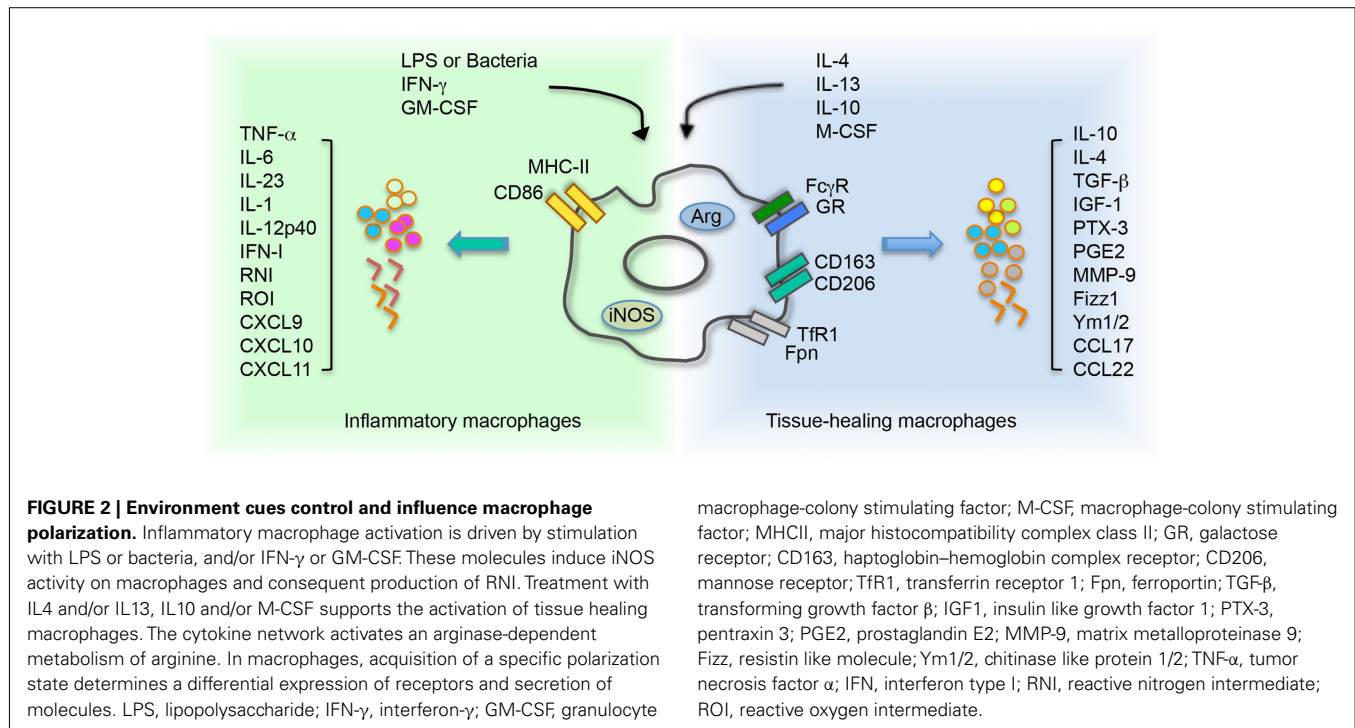 LPS or Bacteria
IFN-γ
GM-CSF
IL-4
IL-13
IL-10
M-CSF
TNF-α
IL-6
IL-23
IL-1
IL-12p40
IFN-I
RNI
ROI
CXCL9
CXCL10
CXCL11
MHC-II
CD86
Arg
iNOS
FcγR
GR
CD163
CD206
TfR1
Fpn
IL-10
IL-4
TGF-β
IGF-1
PTX-3
PGE2
MMP-9
Fizz1
Ym1/2
CCL17
CCL22
Inflammatory macrophages
Tissue-healing macrophages
FIGURE 2 | Environment cues control and influence macrophage
polarization. Inflammatory macrophage activation is driven by stimulation
with LPS or bacteria, and/or IFN-γ or GM-CSF. These molecules induce iNOS
activity on macrophages and consequent production of RNI. Treatment with
IL4 and/or IL13, IL10 and/or M-CSF supports the activation of tissue healing
macrophages. The cytokine network activates an arginase-dependent
metabolism of arginine. In macrophages, acquisition of a specific polarization
state determines a differential expression of receptors and secretion of
molecules. LPS, lipopolysaccharide; IFN-γ, interferon-γ; GM-CSF, granulocyte
macrophage-colony stimulating factor; M-CSF, macrophage-colony stimulating
factor; MHCII, major histocompatibility complex class II; GR, galactose
receptor; CD163, haptoglobin–hemoglobin complex receptor; CD206,
mannose receptor; TfR1, transferrin receptor 1; Fpn, ferroportin; TGF-β,
transforming growth factor β; IGF1, insulin like growth factor 1; PTX-3,
pentraxin 3; PGE2, prostaglandin E2; MMP-9, matrix metalloproteinase 9;
Fizz, resistin like molecule; Ym1/2, chitinase like protein 1/2; TNF-α, tumor
necrosis factor α; IFN, interferon type I; RNI, reactive nitrogen intermediate;
ROI, reactive oxygen intermediate.